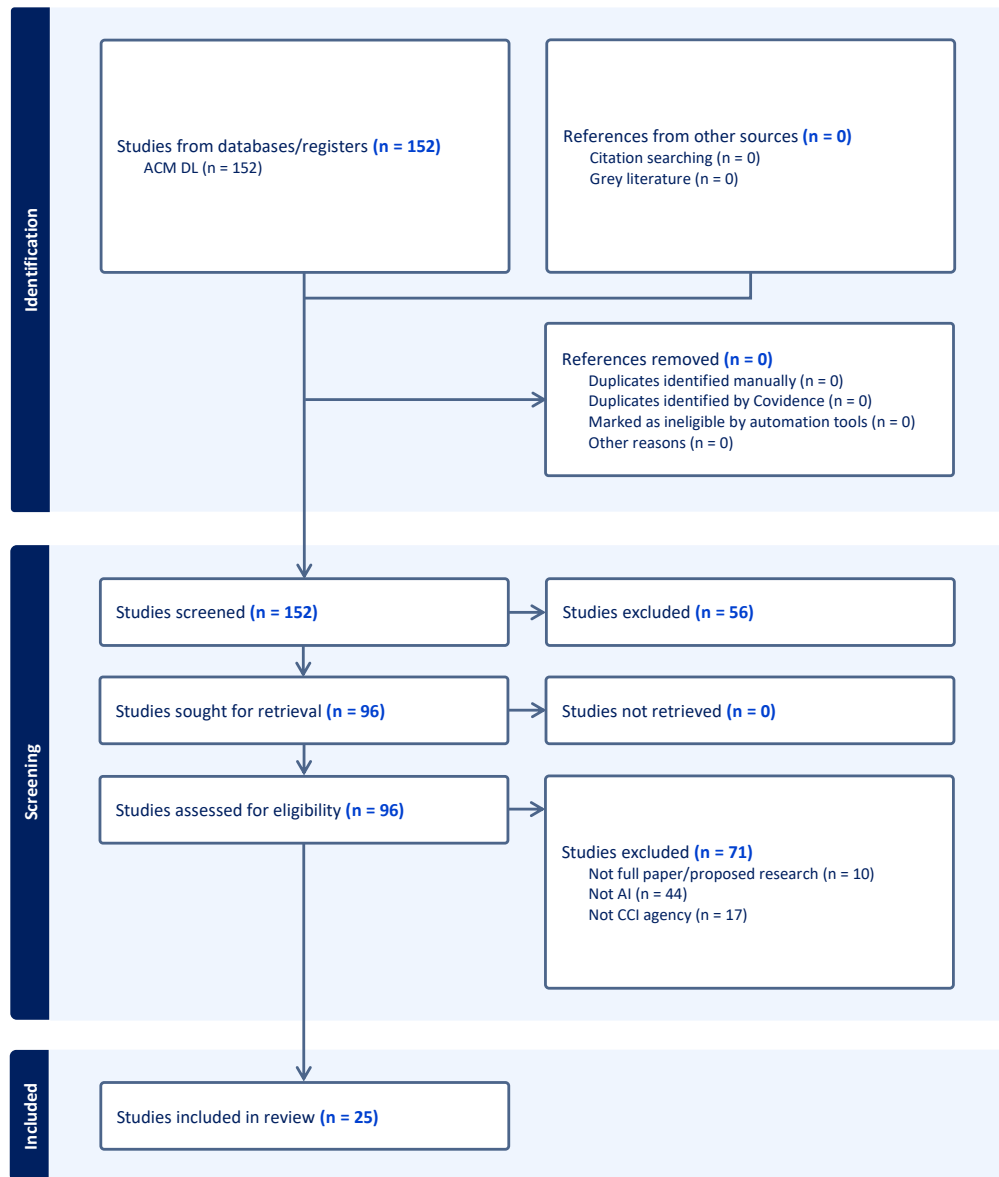 Identification
Studies from databases/registers (n = 152)
ACM DL (n = 152)
References from other sources (n = 0)
Citation searching (n = 0)
Grey literature (n = 0)
References removed (n = 0)
Duplicates identified manually (n = 0)
Duplicates identified by Covidence (n = 0)
Marked as ineligible by automation tools (n = 0)
Other reasons (n = 0)
Screening
Studies screened (n = 152)
Studies excluded (n = 56)
Studies sought for retrieval (n = 96)
Studies not retrieved (n = 0)
Studies assessed for eligibility (n = 96)
Studies excluded (n = 71)
Not full paper/proposed research (n = 10)
Not AI (n = 44)
Not CCI agency (n = 17)
Included
Studies included in review (n = 25)